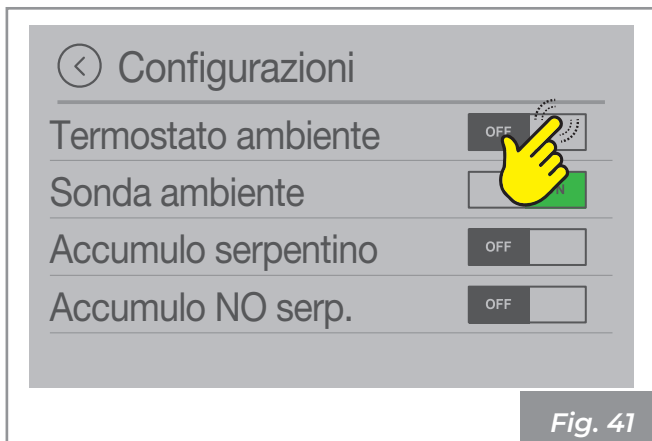 Configurazioni
Termostato ambiente OFF
Sonda ambiente
Accumulo serpentino OFF
Accumulo NO serp. OFF
Fig. 41